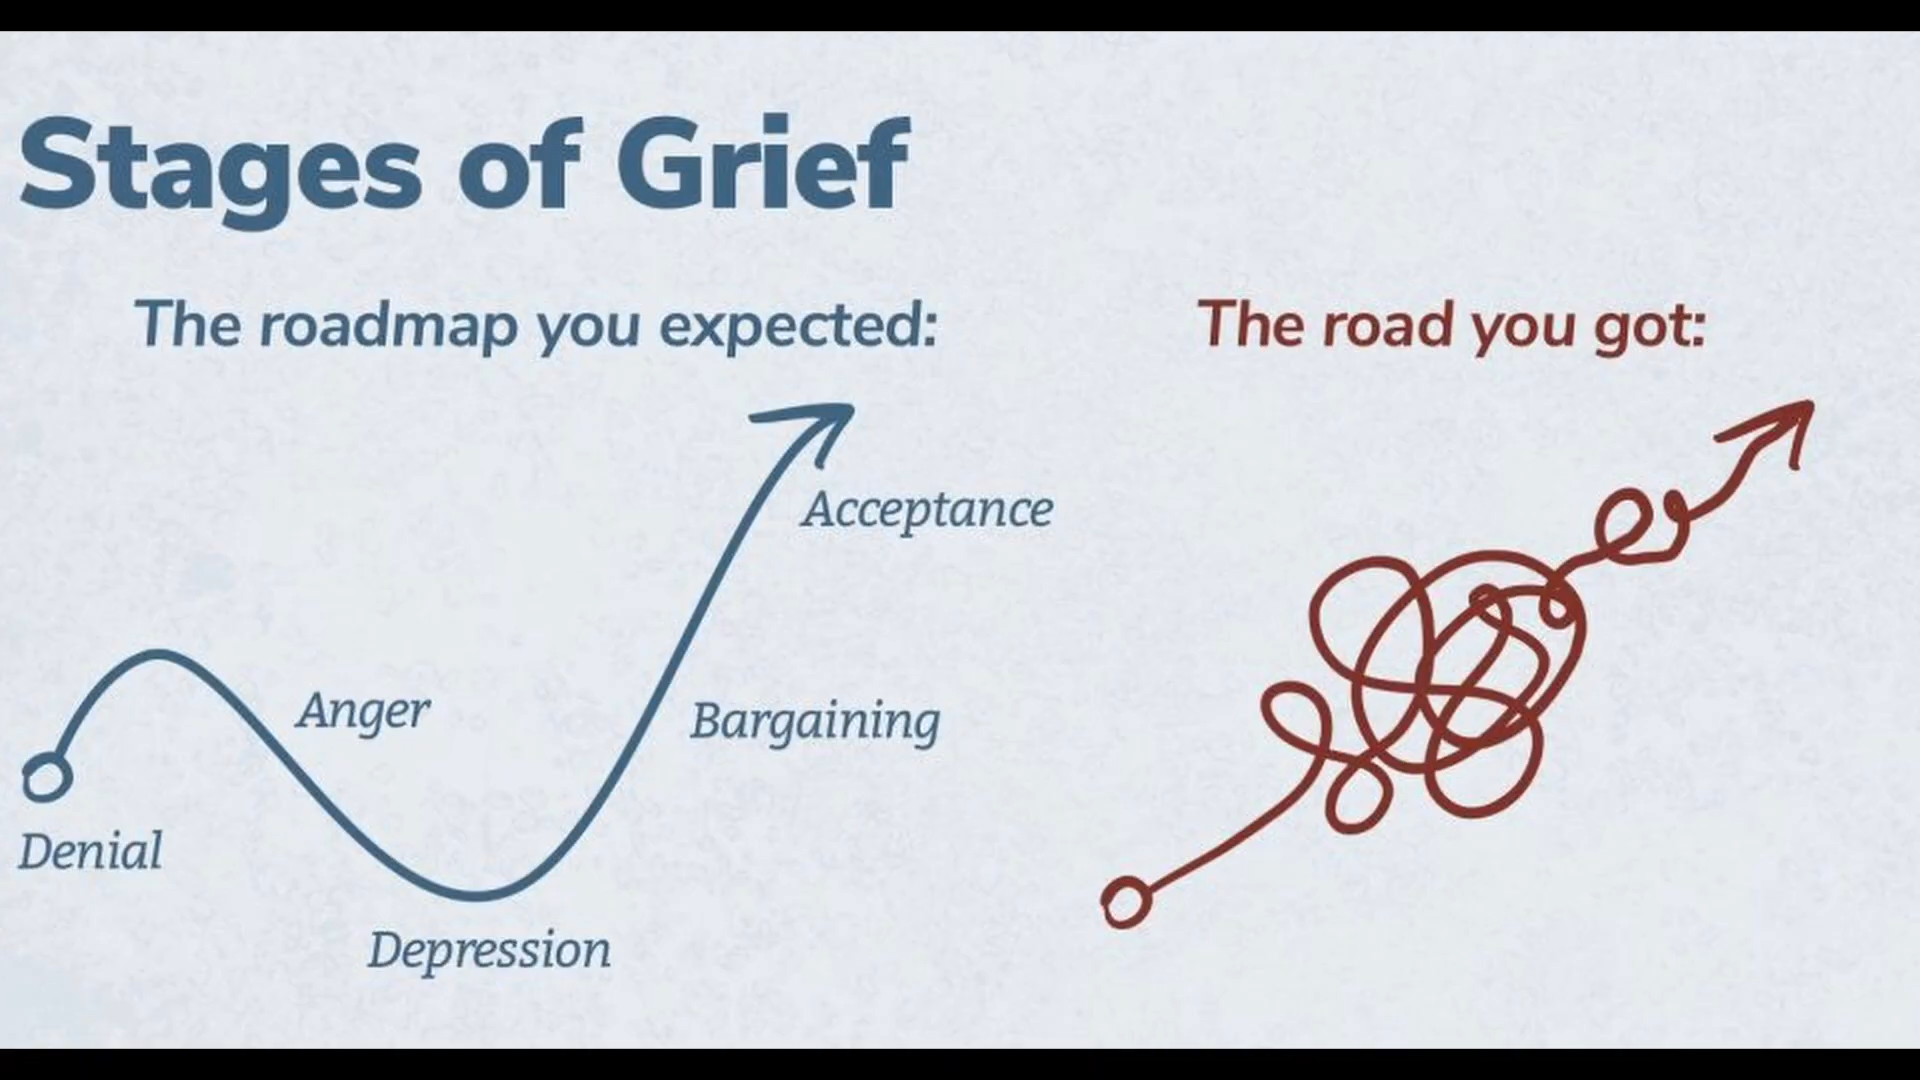 Stages of Grief
The roadmap you expected:
Denial
Anger
Depression
Bargaining
Acceptance
The road you got: